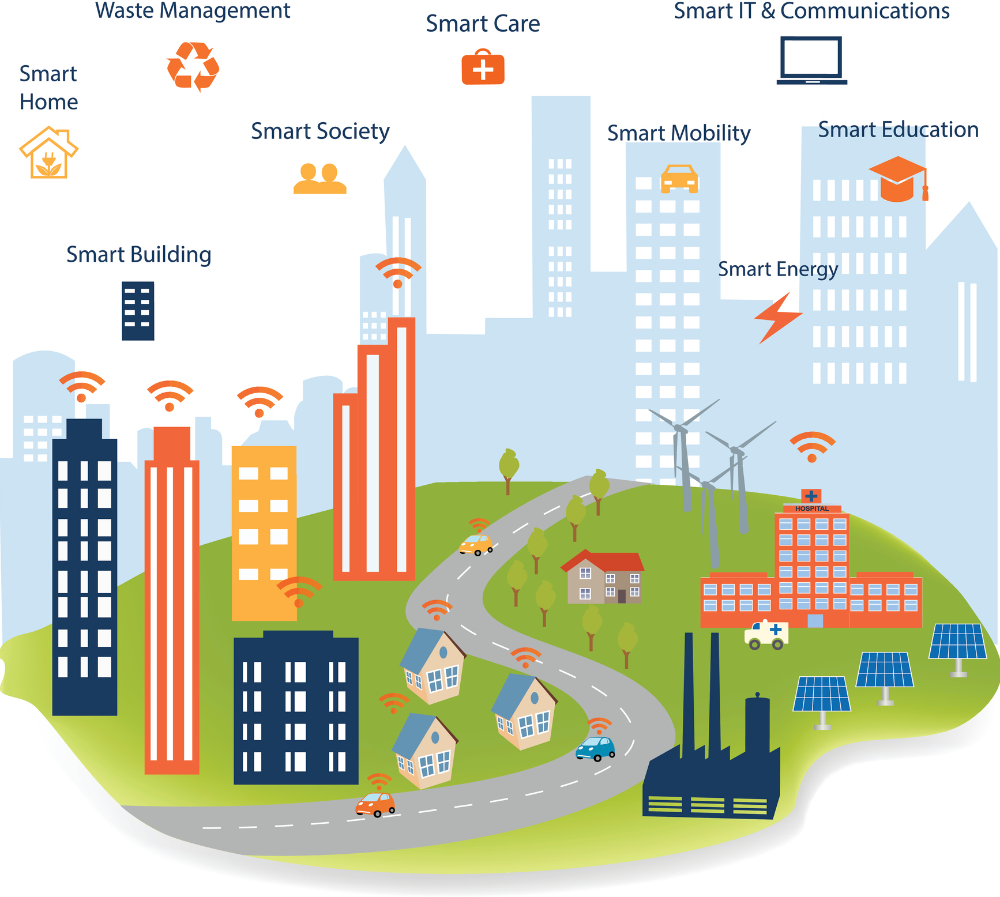 Waste Management
Smart Care
Smart IT & Communications
Smart
Home
Smart Society
Smart Mobility
Smart Education
Smart Building
Smart Energy
HOSPITAL